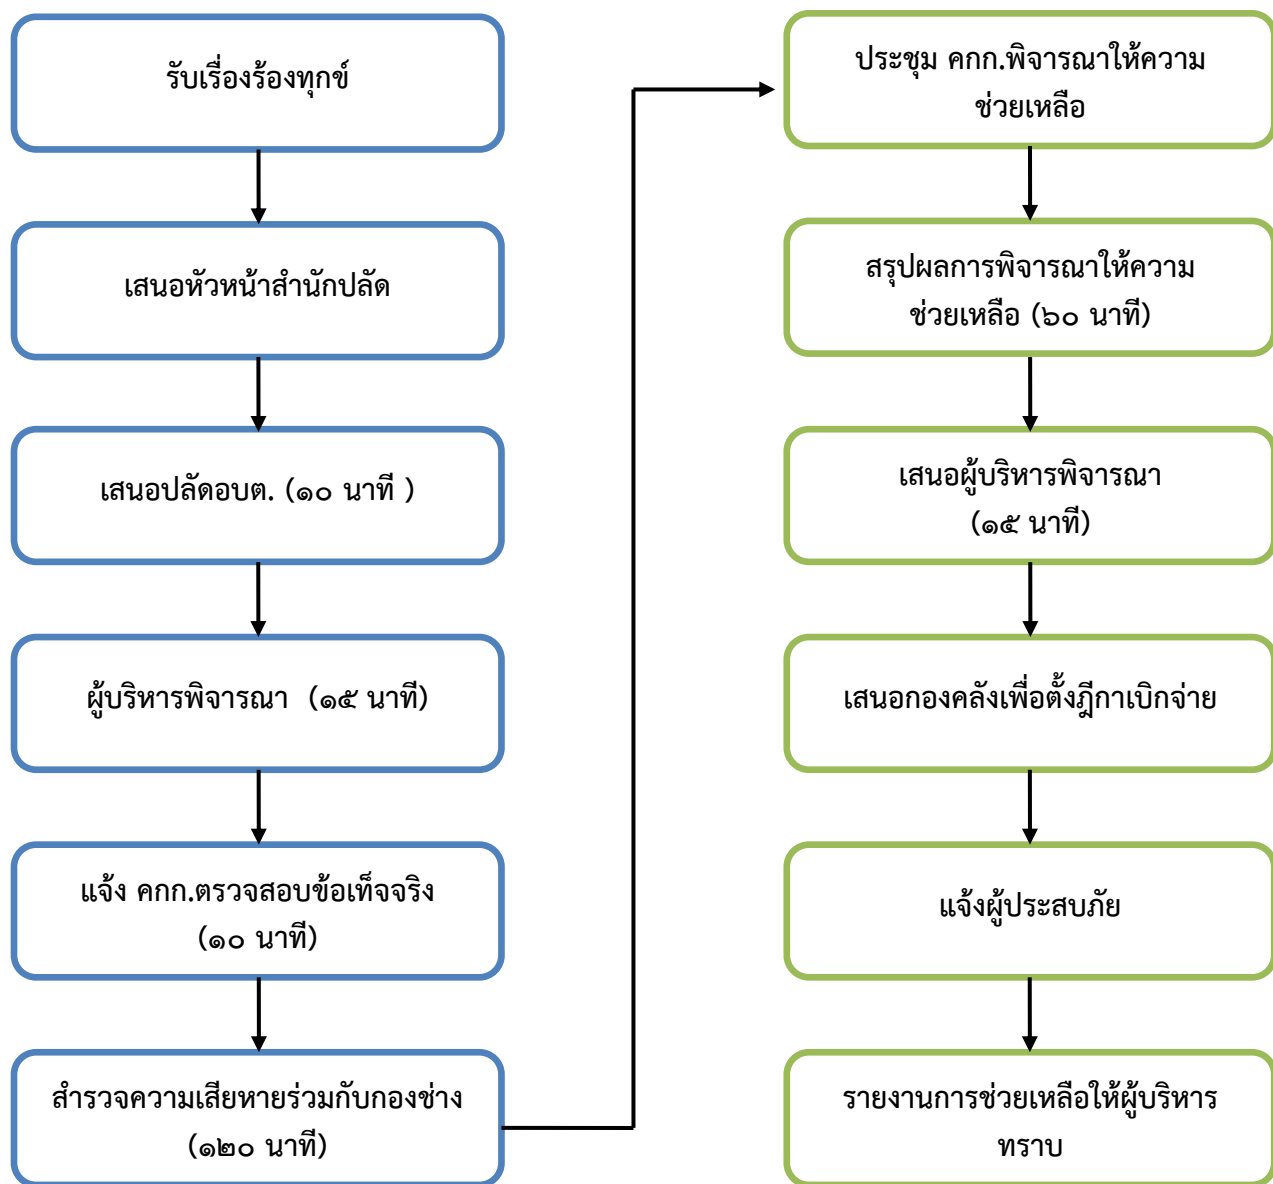 รับเรื่องร้องทุกข์
เสนอหัวหน้าสำนักปลัด
เสนอปลัดอบต. (๑๐ นาที )
ผู้บริหารพิจารณา (๑๕ นาที)
แจ้ง คกก.ตรวจสอบข้อเท็จจริง
(๑๐ นาที)
สำรวจความเสียหายร่วมกับกองช่าง
(๑๒๐ นาที)
ประชุม คกก.พิจารณาให้ความ
ช่วยเหลือ
สรุปผลการพิจารณาให้ความ
ช่วยเหลือ (๖๐ นาที)
เสนอผู้บริหารพิจารณา
(๑๕ นาที)
เสนอกองคลังเพื่อตั้งฎีกาเบิกจ่าย
แจ้งผู้ประสบภัย
รายงานการช่วยเหลือให้ผู้บริหาร
ทราบ